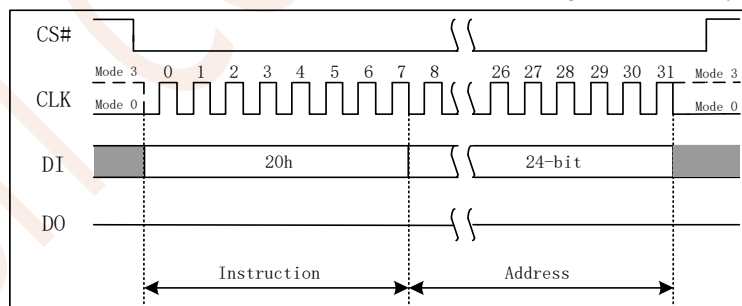 CS#
Mode 3 0 1 2 3 4 5 6 7 8 26 27 28 29 30 31 Mode 3
CLK
Mode 0 Mode 0
DI 20h 24-bit
DO
Instruction Address